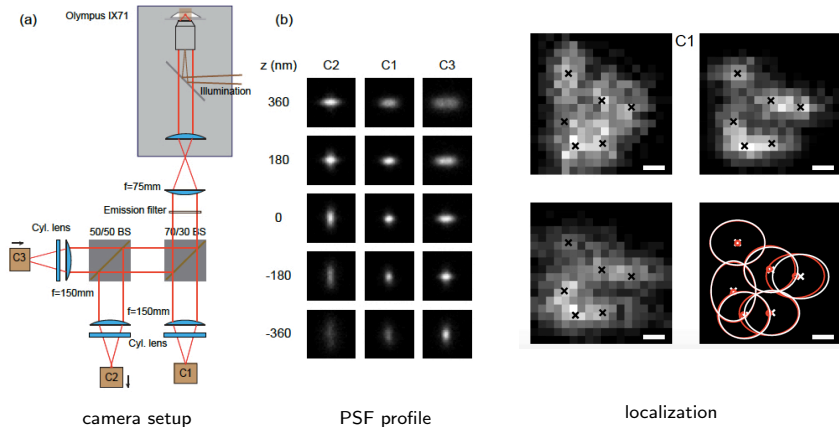 (a)
Olympus IX71
Illumination
f=75mm
Emission filter
Cyl. lens
50/50 BS
70/30 BS
C3
f=150mm
f=150mm
Cyl. lens
C2
C1
camera setup
(b)
C2 C1 C3
z (nm)
360
180
0
-180
-360
PSF profile
C1
localization